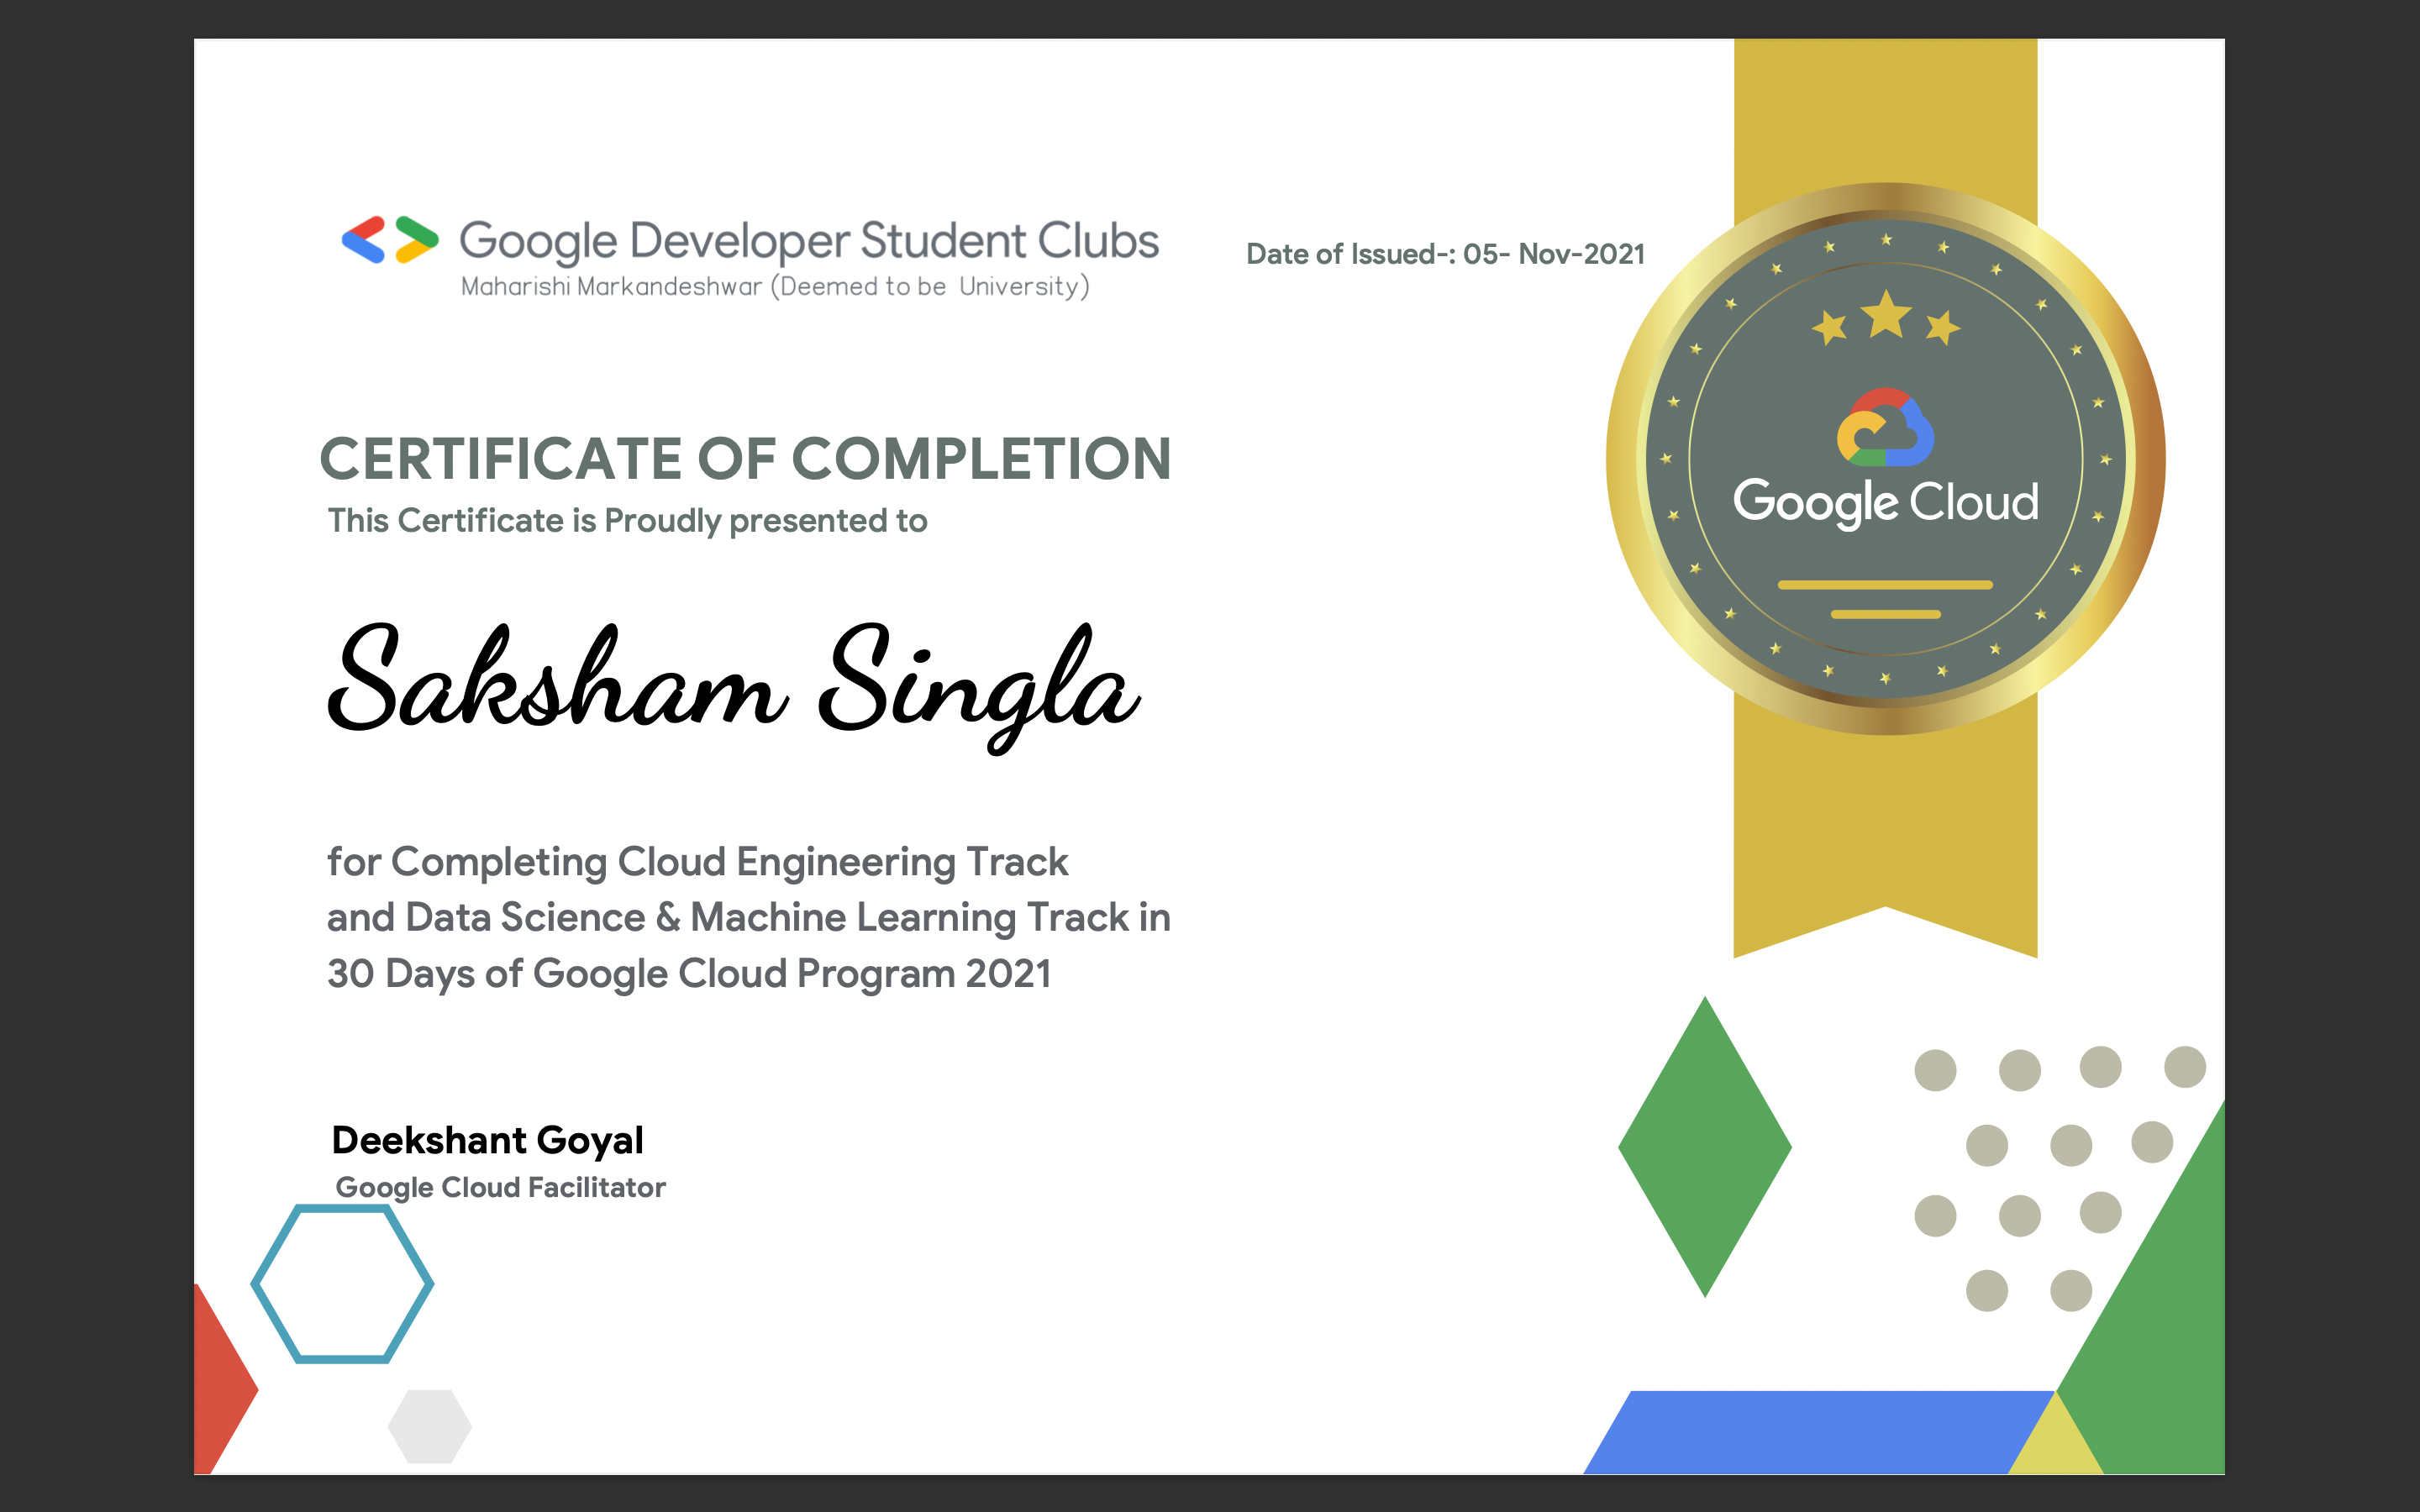 Google Developer Student Clubs
Maharishi Markandeshwar (Deemed to be University)
Date of Issued-: 05- Nov-2021
CERTIFICATE OF COMPLETION
This Certificate is Proudly presented to
Saksham Singla
Google Cloud
for Completing Cloud Engineering Track
and Data Science & Machine Learning Track in
30 Days of Google Cloud Program 2021
Deekshant Goyal
Google Cloud Facilitator